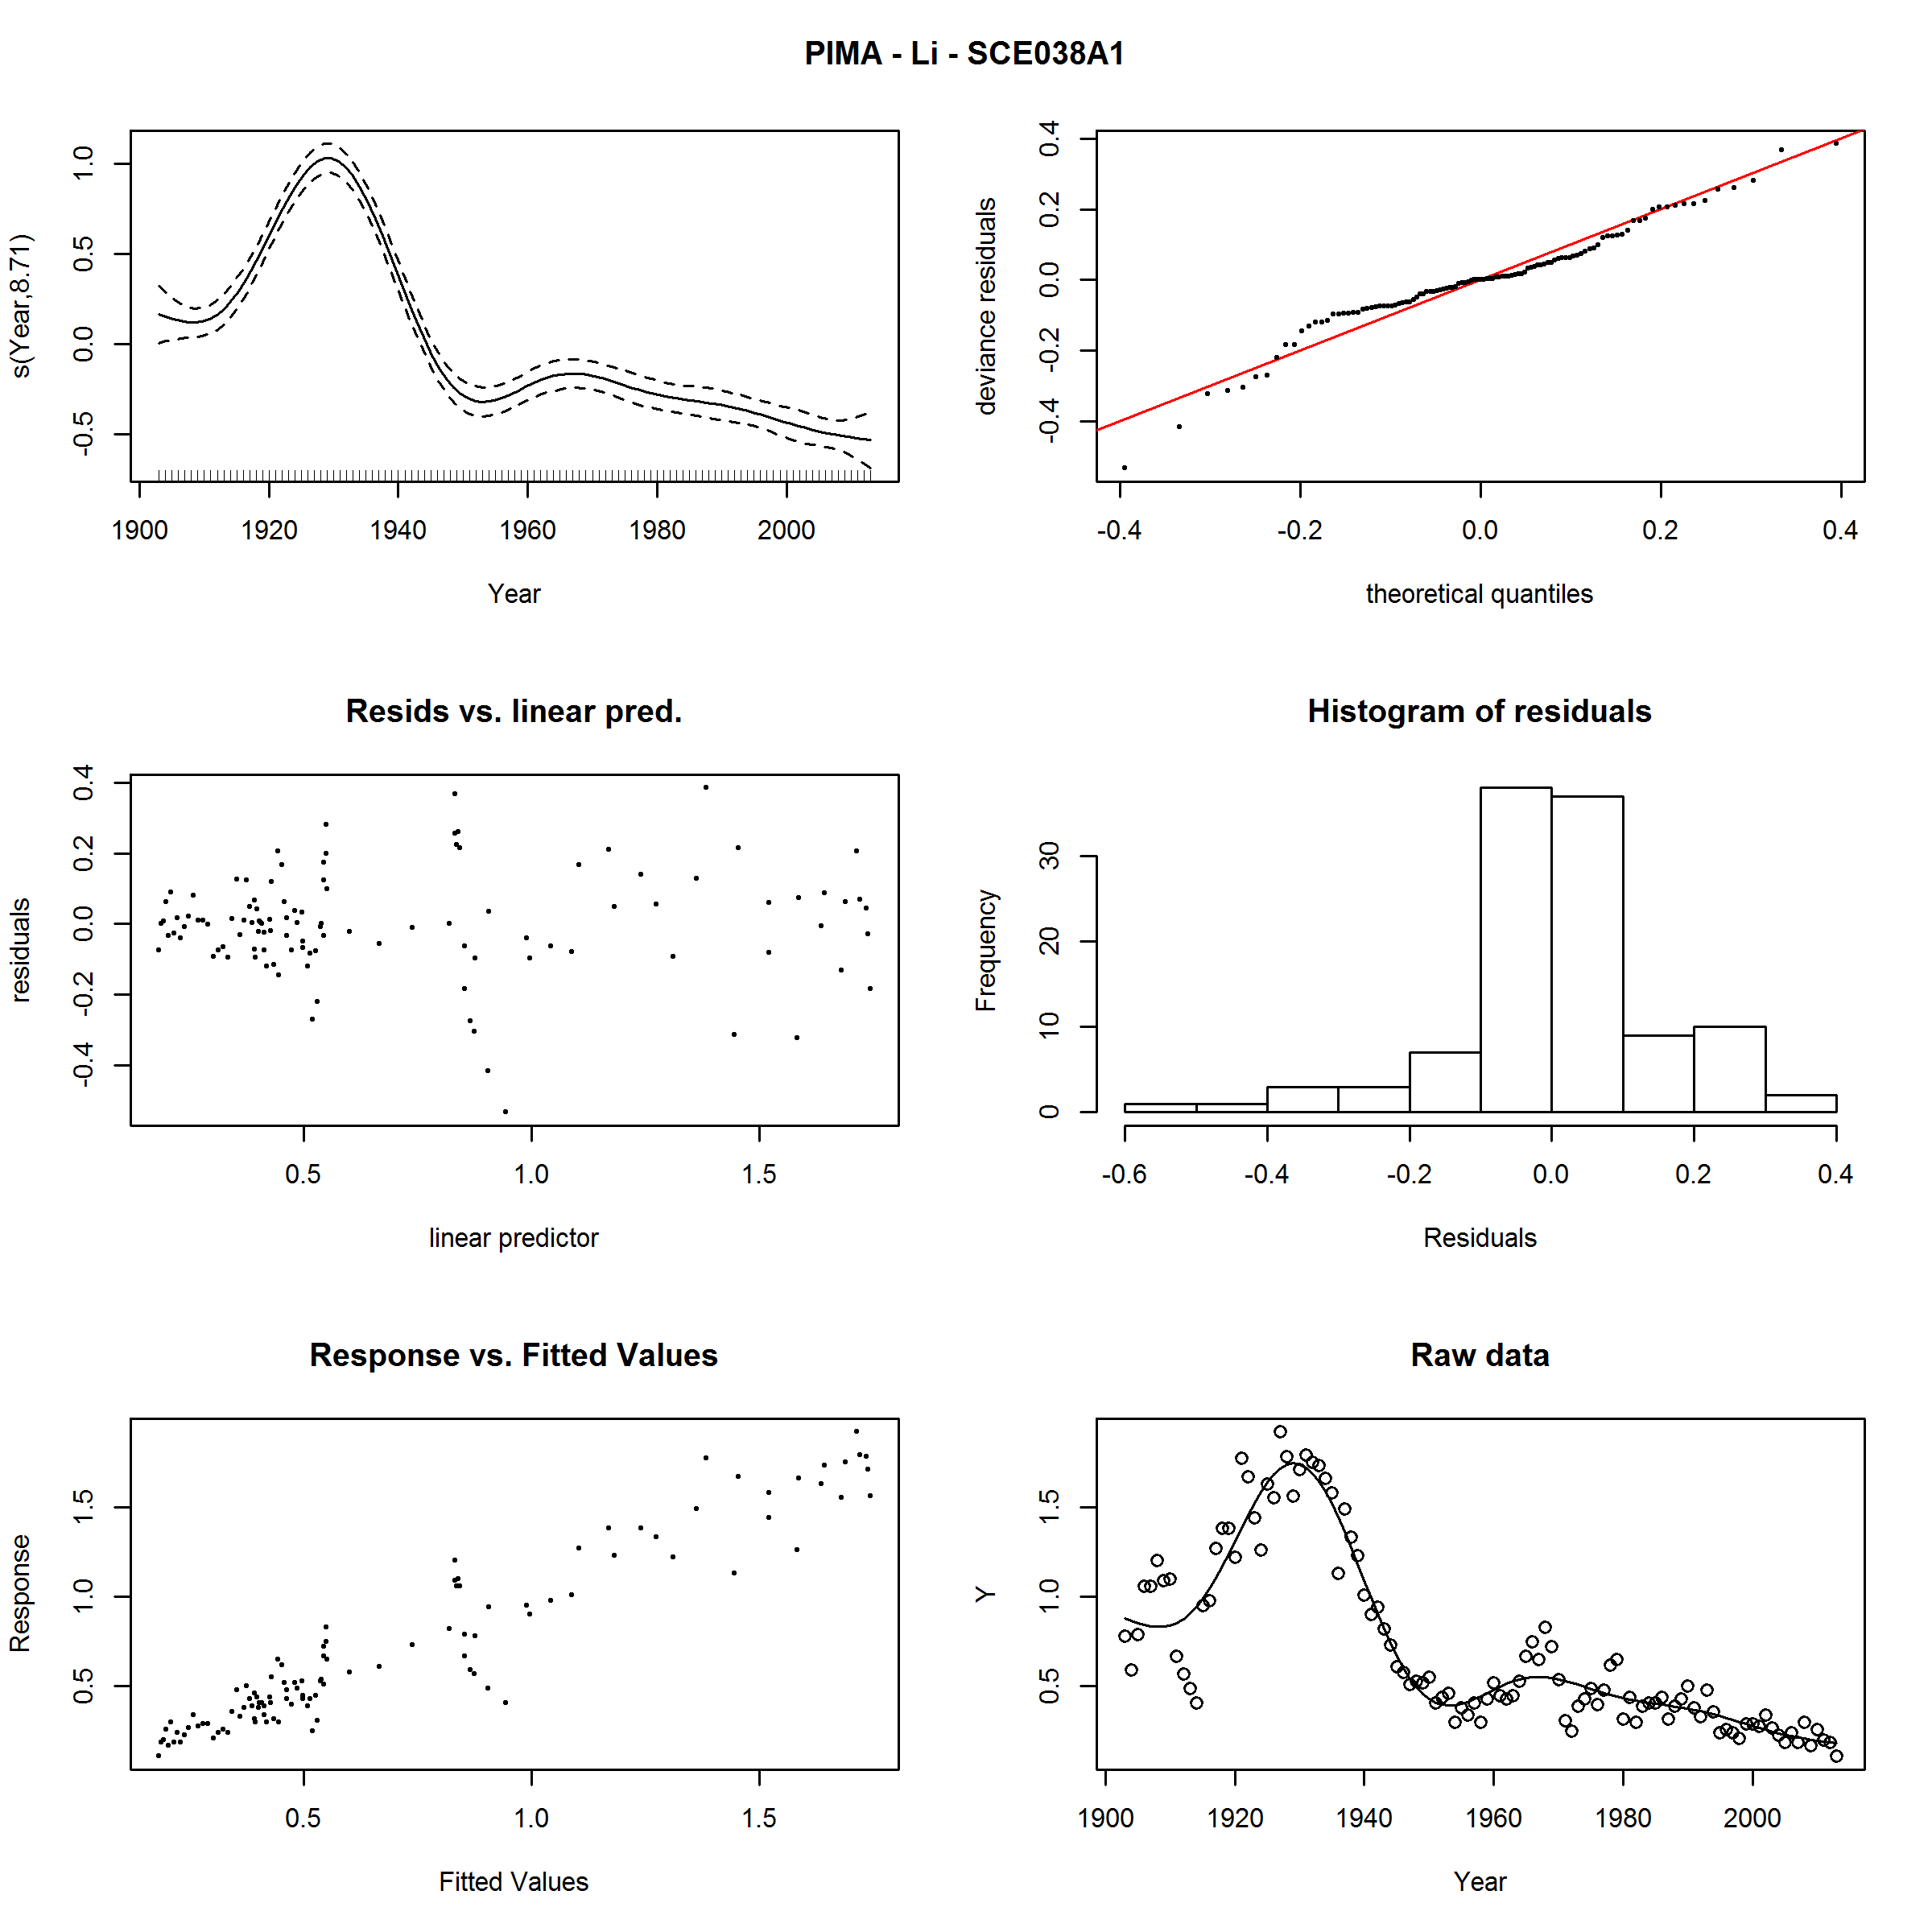 PIMA - Li - SCE038A1
s(Year,8.71)
1.0
0.5
0.0
-0.5
1900 1920 1940 1960 1980 2000
Year
deviance residuals
0.4
0.2
0.0
-0.2
-0.4
-0.4 -0.2 0.0 0.2 0.4
theoretical quantiles
Resids vs. linear pred.
residuals
0.4
0.2
0.0
-0.2
-0.4
0.5 1.0 1.5
linear predictor
Histogram of residuals
Frequency
30
20
10
0
-0.6 -0.4 -0.2 0.0 0.2 0.4
Residuals
Response vs. Fitted Values
Response
1.5
1.0
0.5
0.5 1.0 1.5
Fitted Values
Raw data
Y
1.5
1.0
0.5
1900 1920 1940 1960 1980 2000
Year